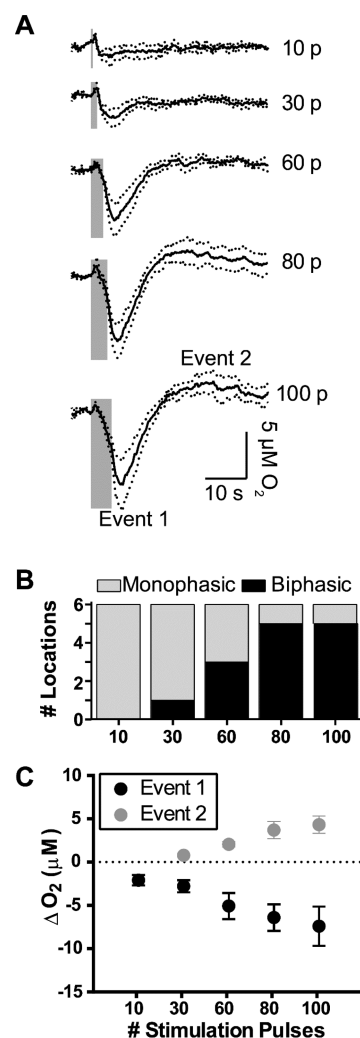 A
10 p
30 p
60 p
80 p
Event 2
100 p
5 μM O2
10 s
Event 1
B
Monophasic Biphasic
# Locations
6
4
2
0
10 30 60 80 100
C
Event 1
Event 2
Δ O2 (μM)
10
5
0
-5
-10
-15
10 30 60 80 100
# Stimulation Pulses